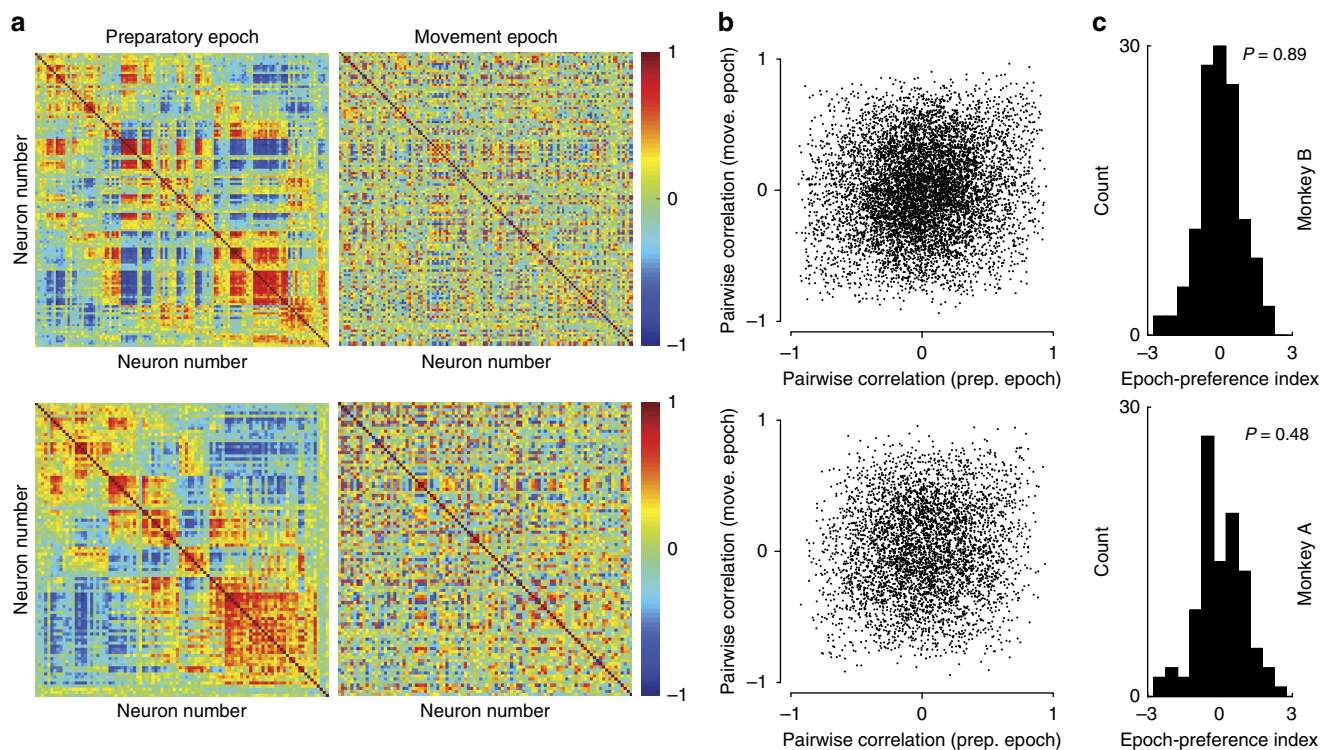 a
Preparatory epoch
Movement epoch
Neuron number
Neuron number
Neuron number
1
0
−1
Neuron number
Neuron number
Neuron number
1
0
−1
b
Pairwise correlation (move. epoch)
1
0
−1
−1 0 1
Pairwise correlation (prep. epoch)
Pairwise correlation (move. epoch)
1
0
−1
−1 0 1
Pairwise correlation (prep. epoch)
c
30
P = 0.89
Count
Monkey B
0
−3 0 3
Epoch-preference index
30
P = 0.48
Count
Monkey A
0
−3 0 3
Epoch-preference index